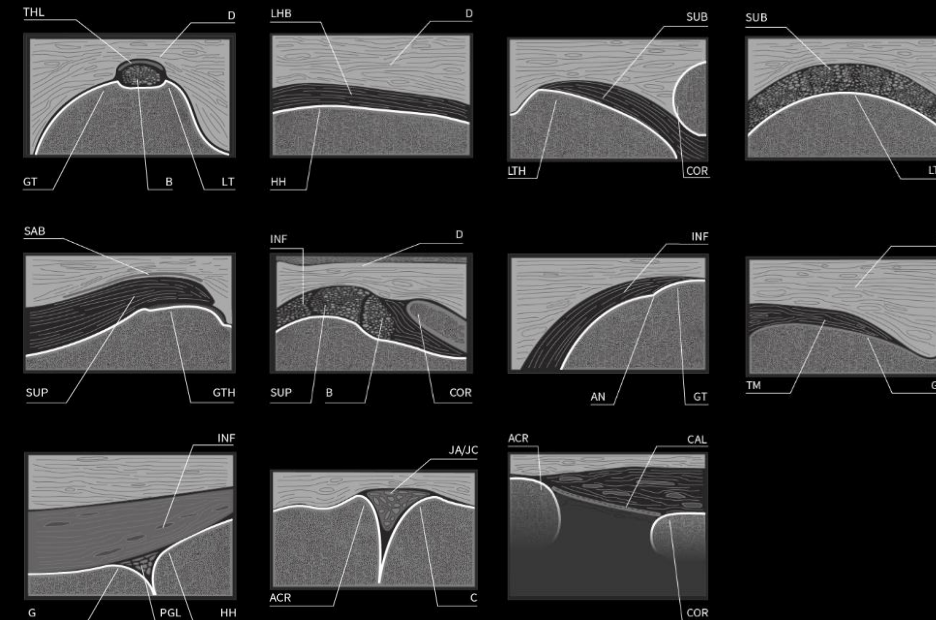 THL D
GT B LT
LHB D
HH
SUB
LTH COR
SUB
SAB
SUP GTH
INF D
SUP B COR
INF
AN GT
TM
INF
G PGL HH
JA/JC
ACR C
ACR CAL
COR